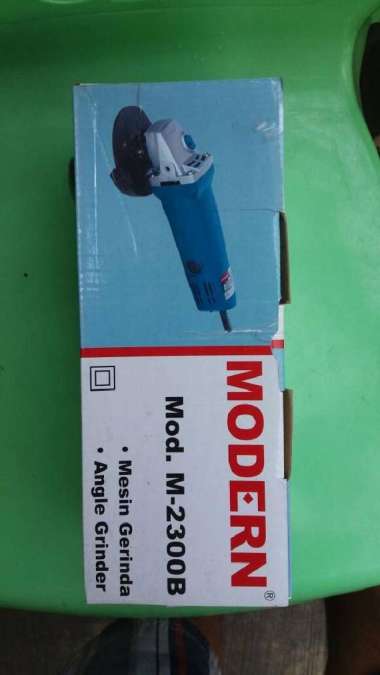 MODERN®
Mod. M-2300B
• Mesin Gerinda
• Angle Grinder